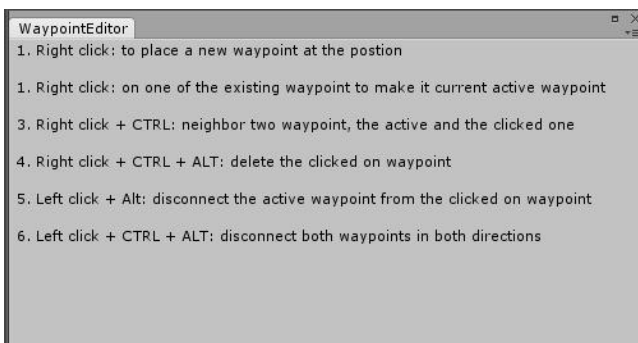 WaypointEditor
1. Right click: to place a new waypoint at the postion
1. Right click: on one of the existing waypoint to make it current active waypoint
3. Right click + CTRL: neighbor two waypoint, the active and the clicked one
4. Right click + CTRL + ALT: delete the clicked on waypoint
5. Left click + Alt: disconnect the active waypoint from the clicked on waypoint
6. Left click + CTRL + ALT: disconnect both waypoints in both directions